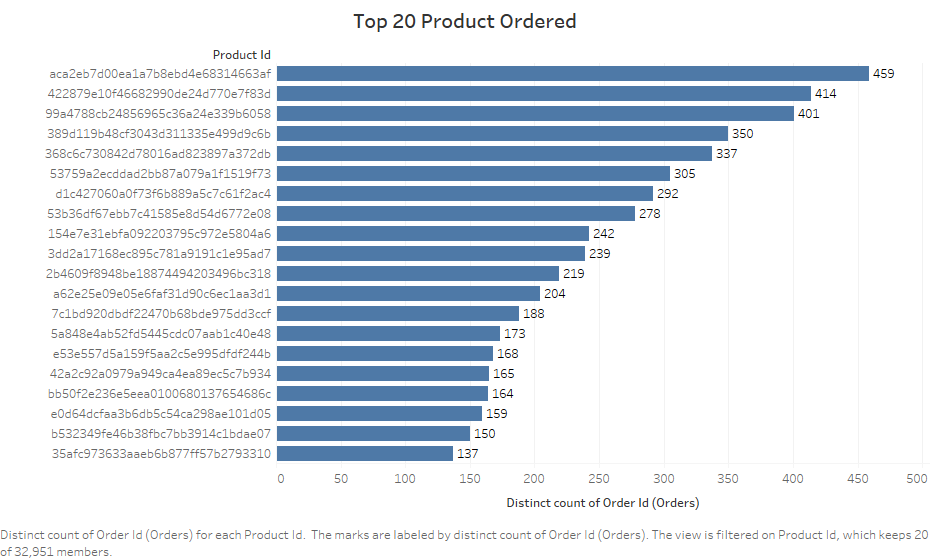 Top 20 Product Ordered
Product Id
aca2eb7d00ea1a7b8ebd4e68314663af 459
422879e10f46682990de24d770e7f83d 414
99a4788cb24856965c36a24e339b6058 401
389d119b48cf3043d311335e499d9c6b 350
368c6c730842d78016ad823897a372db 337
53759a2ecddad2bb87a079a1f1519f73 305
d1c427060a0f73f6b889a5c7c61f2ac4 292
53b36df67ebb7c41585e8d54d6772e08 278
154e7e31ebfa092203795c972e5804a6 242
3dd2a17168ec895c781a9191c1e95ad7 239
2b4609f8948be18874494203496bc318 219
a62e25e09e05e6faf31d90c6ec1aa3d1 204
7c1bd920dbdf22470b68bde975dd3ccf 188
5a848e4ab52fd5445cdc07aab1c40e48 173
e53e557d5a159f5aa2c5e995dfdf244b 168
42a2c92a0979a949ca4ea89ec5c7b934 165
bb50f2e236e5eea0100680137654686c 164
e0d64dcfaa3b6db5c54ca298ae101d05 159
b532349fe46b38fbc7bb3914c1bdae07 150
35afc973633aaeb6b877ff57b2793310 137
0 50 100 150 200 250 300 350 400 450 500
Distinct count of Order Id (Orders)
Distinct count of Order Id (Orders) for each Product Id. The marks are labeled by distinct count of Order Id (Orders). The view is filtered on Product Id, which keeps 20
of 32,951 members.